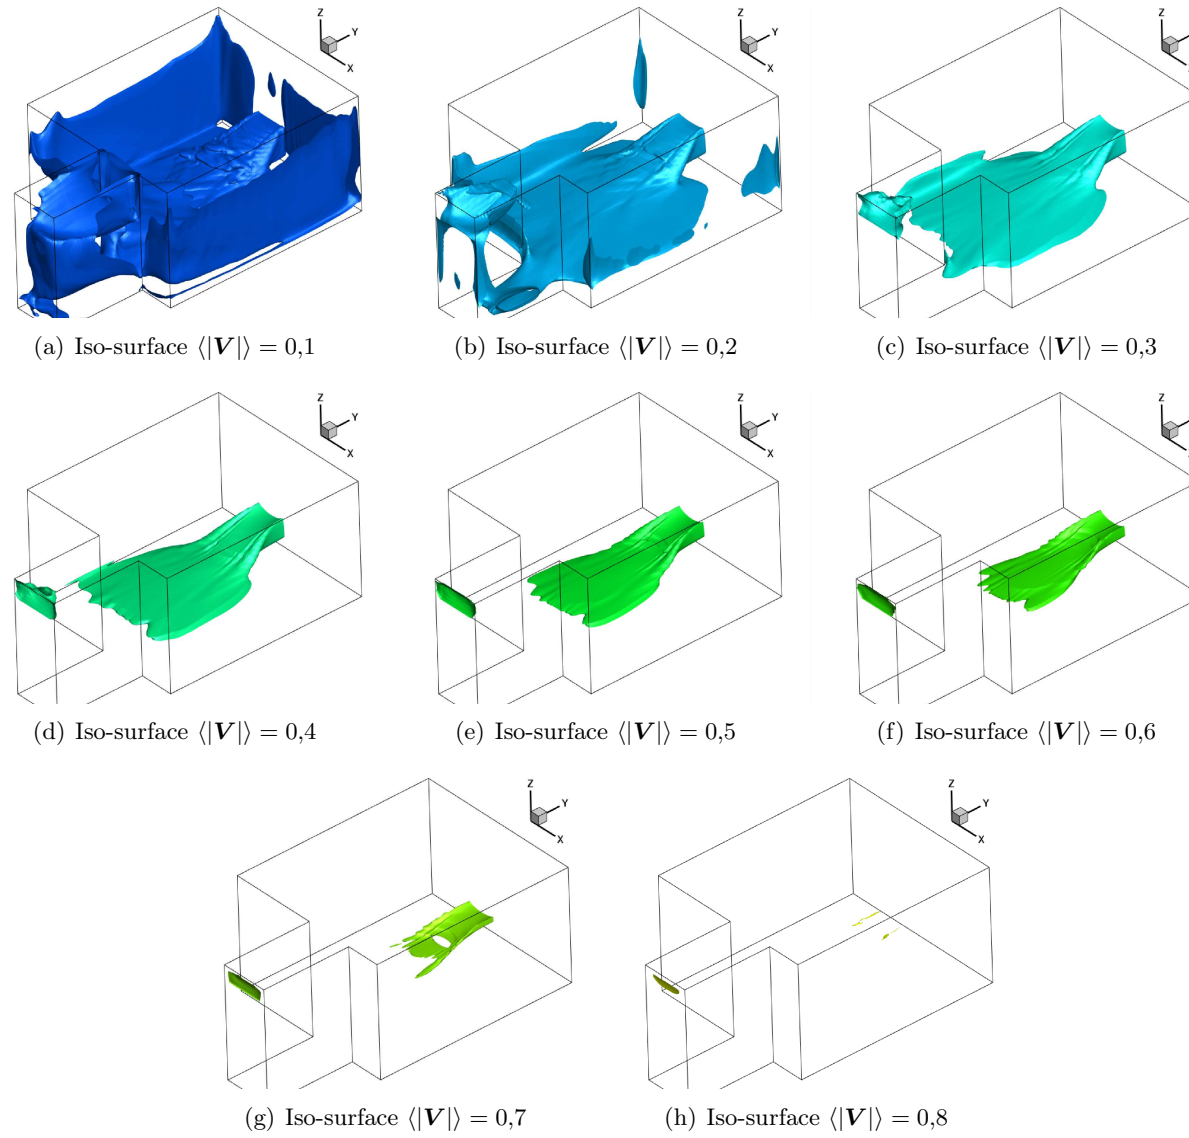 Z Y X Z Y X Z
(a) Iso-surface ⟨|V|⟩ = 0,1 (b) Iso-surface ⟨|V|⟩ = 0,2 (c) Iso-surface ⟨|V|⟩ = 0,3
Z Y X Z Y X Z
(d) Iso-surface ⟨|V|⟩ = 0,4 (e) Iso-surface ⟨|V|⟩ = 0,5 (f) Iso-surface ⟨|V|⟩ = 0,6
Z Y X Z Y X
(g) Iso-surface ⟨|V|⟩ = 0,7 (h) Iso-surface ⟨|V|⟩ = 0,8